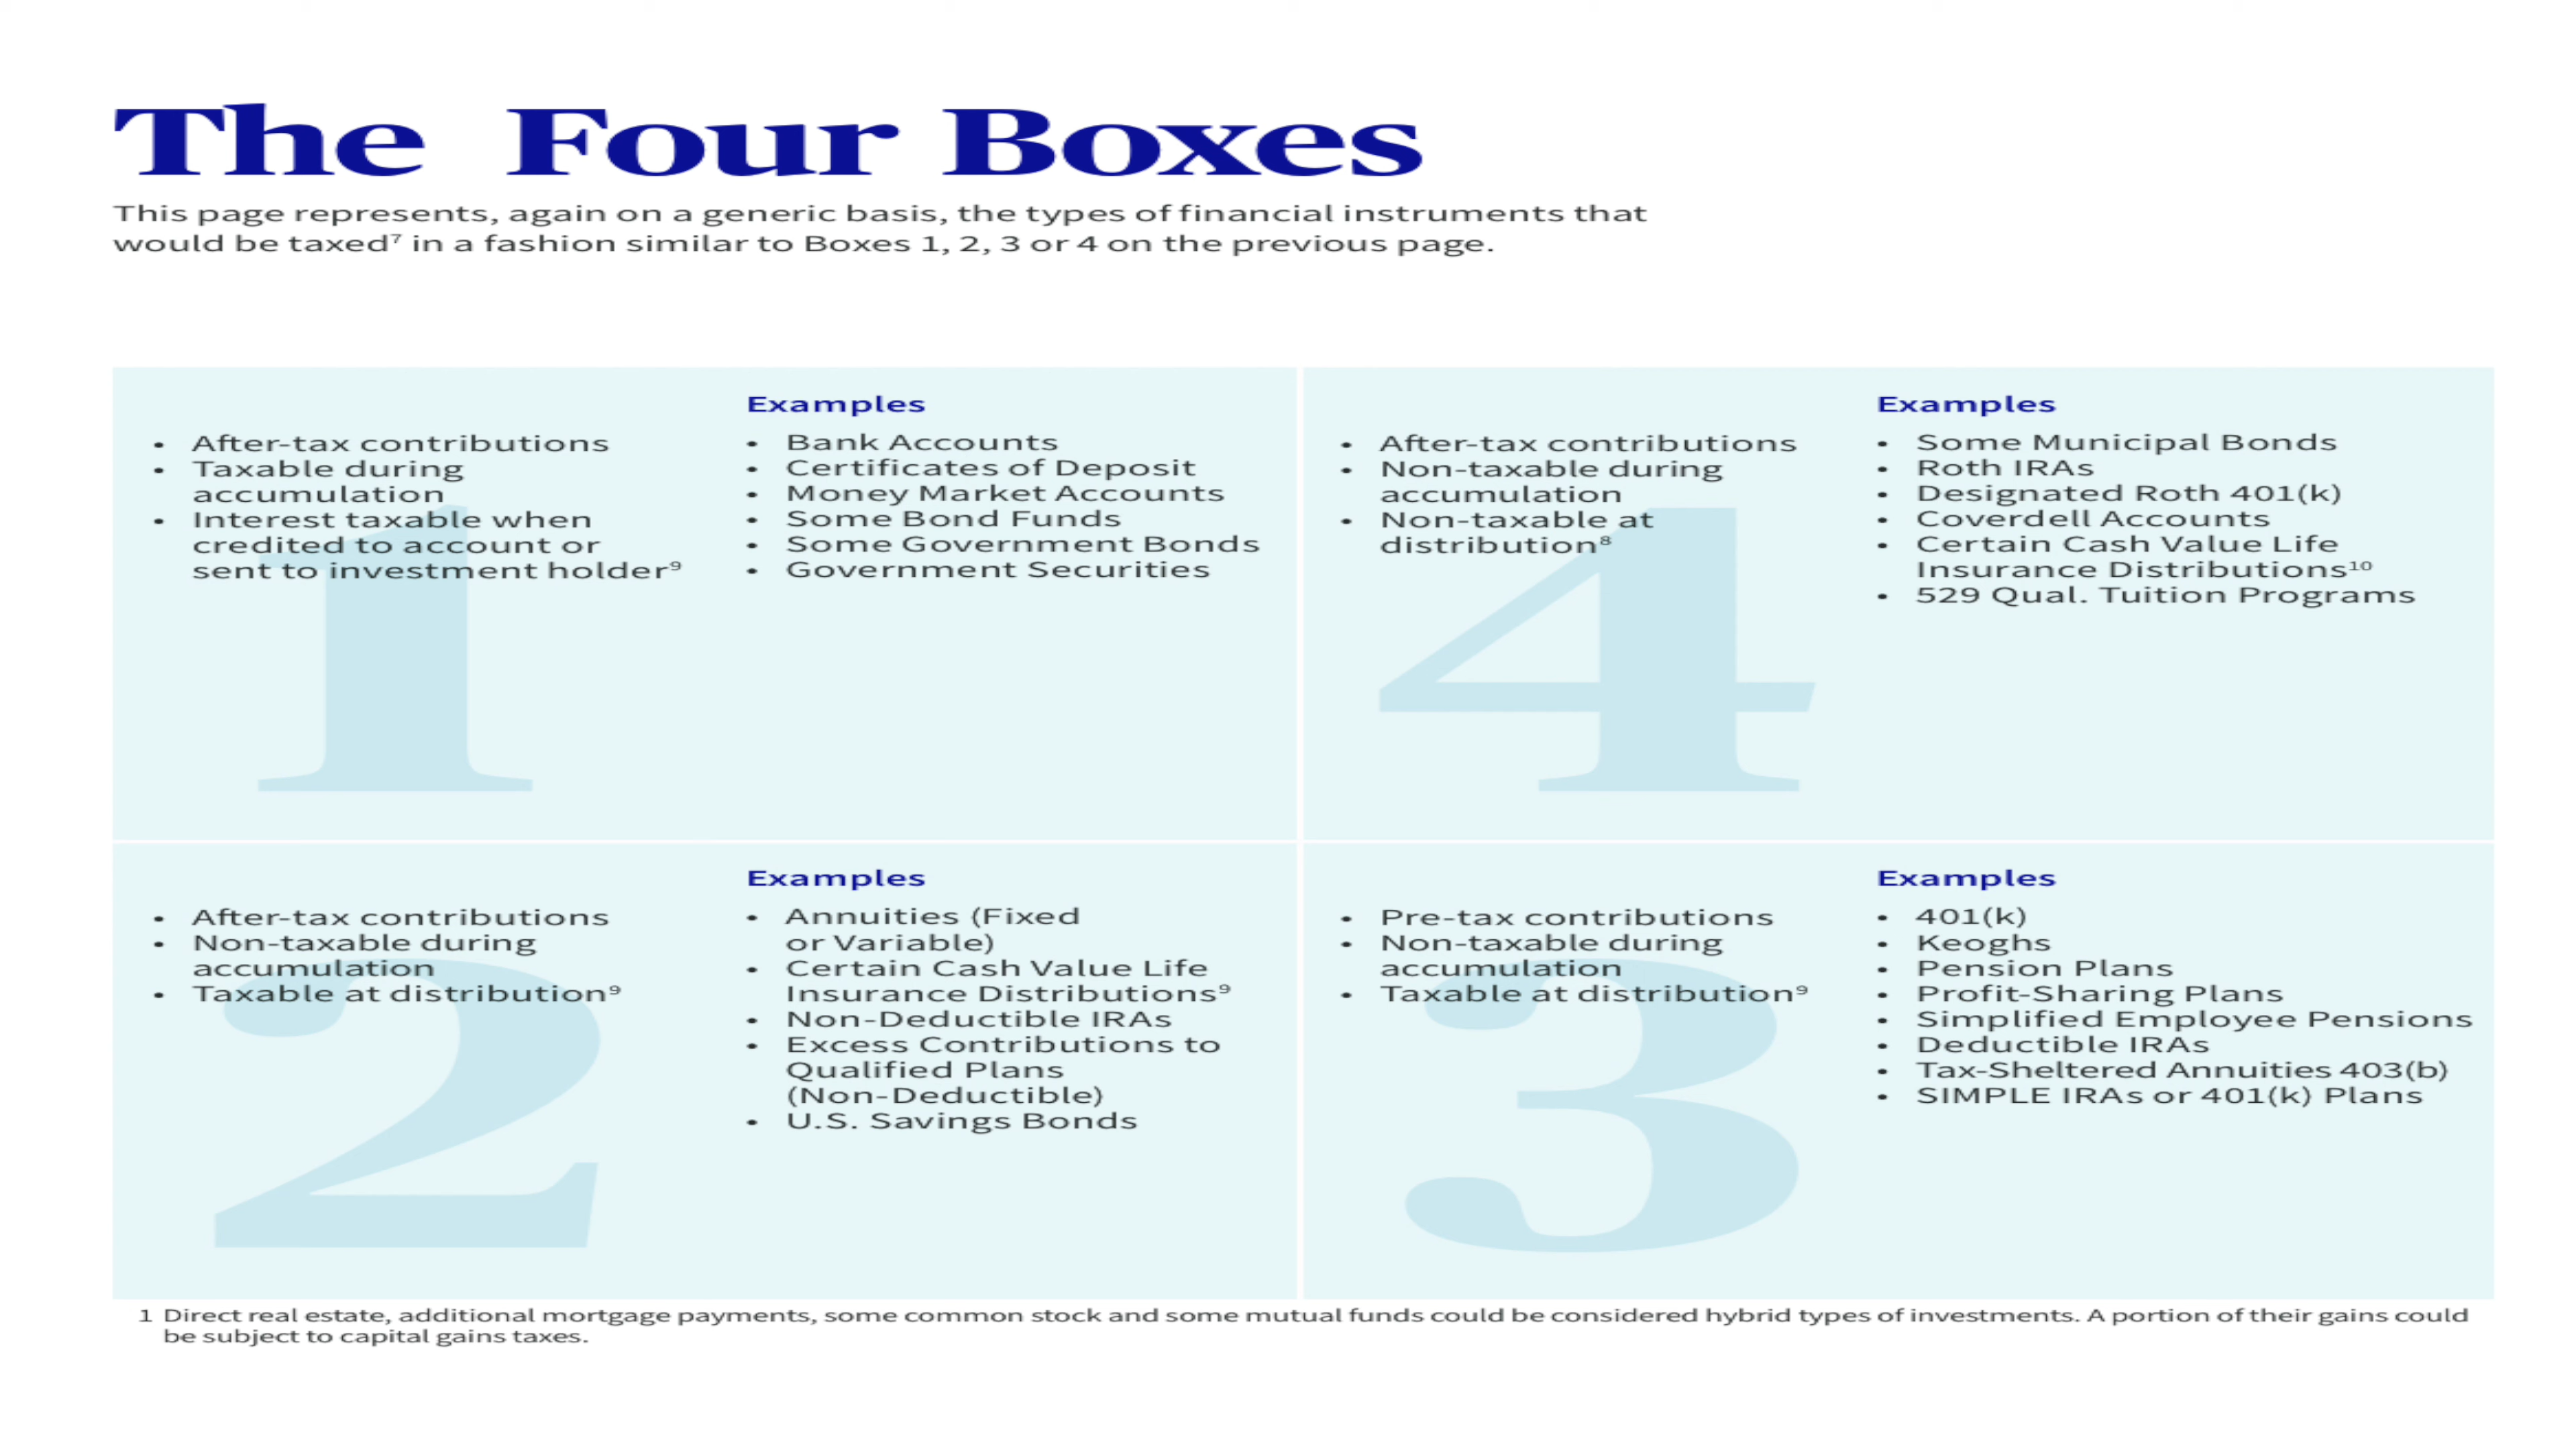 The Four Boxes
This page represents, again on a generic basis, the types of financial instruments that
would be taxed⁷ in a fashion similar to Boxes 1, 2, 3 or 4 on the previous page.
1
• After-tax contributions
• Taxable during
accumulation
• Interest taxable when
credited to account or
sent to investment holder⁹
Examples
• Bank Accounts
• Certificates of Deposit
• Money Market Accounts
• Some Bond Funds
• Some Government Bonds
• Government Securities
4
• After-tax contributions
• Non-taxable during
accumulation
• Non-taxable at
distribution⁸
Examples
• Some Municipal Bonds
• Roth IRAs
• Designated Roth 401(k)
• Coverdell Accounts
• Certain Cash Value Life
Insurance Distributions¹⁰
• 529 Qual. Tuition Programs
2
• After-tax contributions
• Non-taxable during
accumulation
• Taxable at distribution⁹
Examples
• Annuities (Fixed
or Variable)
• Certain Cash Value Life
Insurance Distributions⁹
• Non-Deductible IRAs
• Excess Contributions to
Qualified Plans
(Non-Deductible)
• U.S. Savings Bonds
3
• Pre-tax contributions
• Non-taxable during
accumulation
• Taxable at distribution⁹
Examples
• 401(k)
• Keoghs
• Pension Plans
• Profit-Sharing Plans
• Simplified Employee Pensions
• Deductible IRAs
• Tax-Sheltered Annuities 403(b)
• SIMPLE IRAs or 401(k) Plans
1 Direct real estate, additional mortgage payments, some common stock and some mutual funds could be considered hybrid types of investments. A portion of their gains could
be subject to capital gains taxes.